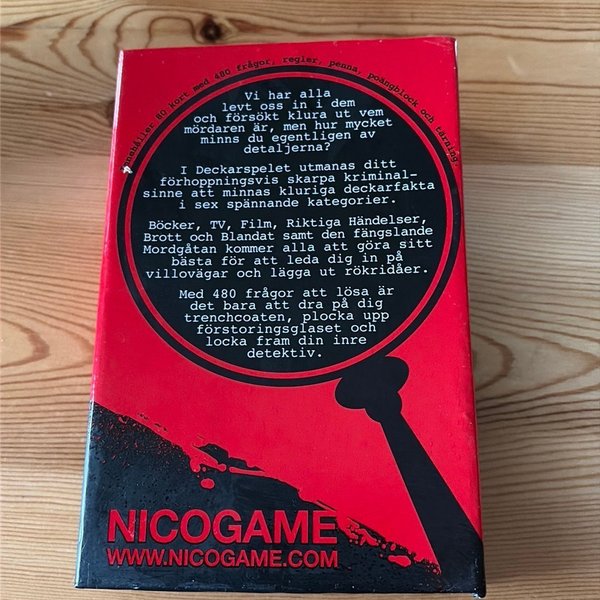 Innehåller 80 kort med 480 frågor, regler, penna, poängblock och tärning.
Vi har alla
levt oss in i dem
och försökt klura ut vem
mördaren är, men hur mycket
minns du egentligen av
detaljerna?
I Deckarspelet utmanas ditt
förhoppningsvis skarpa kriminal-
sinne att minnas kluriga deckarfakta
i sex spännande kategorier.
Böcker, TV, Film, Riktiga Händelser,
Brott och Blandat samt den fängslande
Mordgåtan kommer alla att göra sitt
bästa för att leda dig in på
villovägar och lägga ut rökridåer.
Med 480 frågor att lösa är
det bara att dra på dig
trenchcoaten, plocka upp
förstoringsglaset och
locka fram din inre
detektiv.
NICOGAME
WWW.NICOGAME.COM